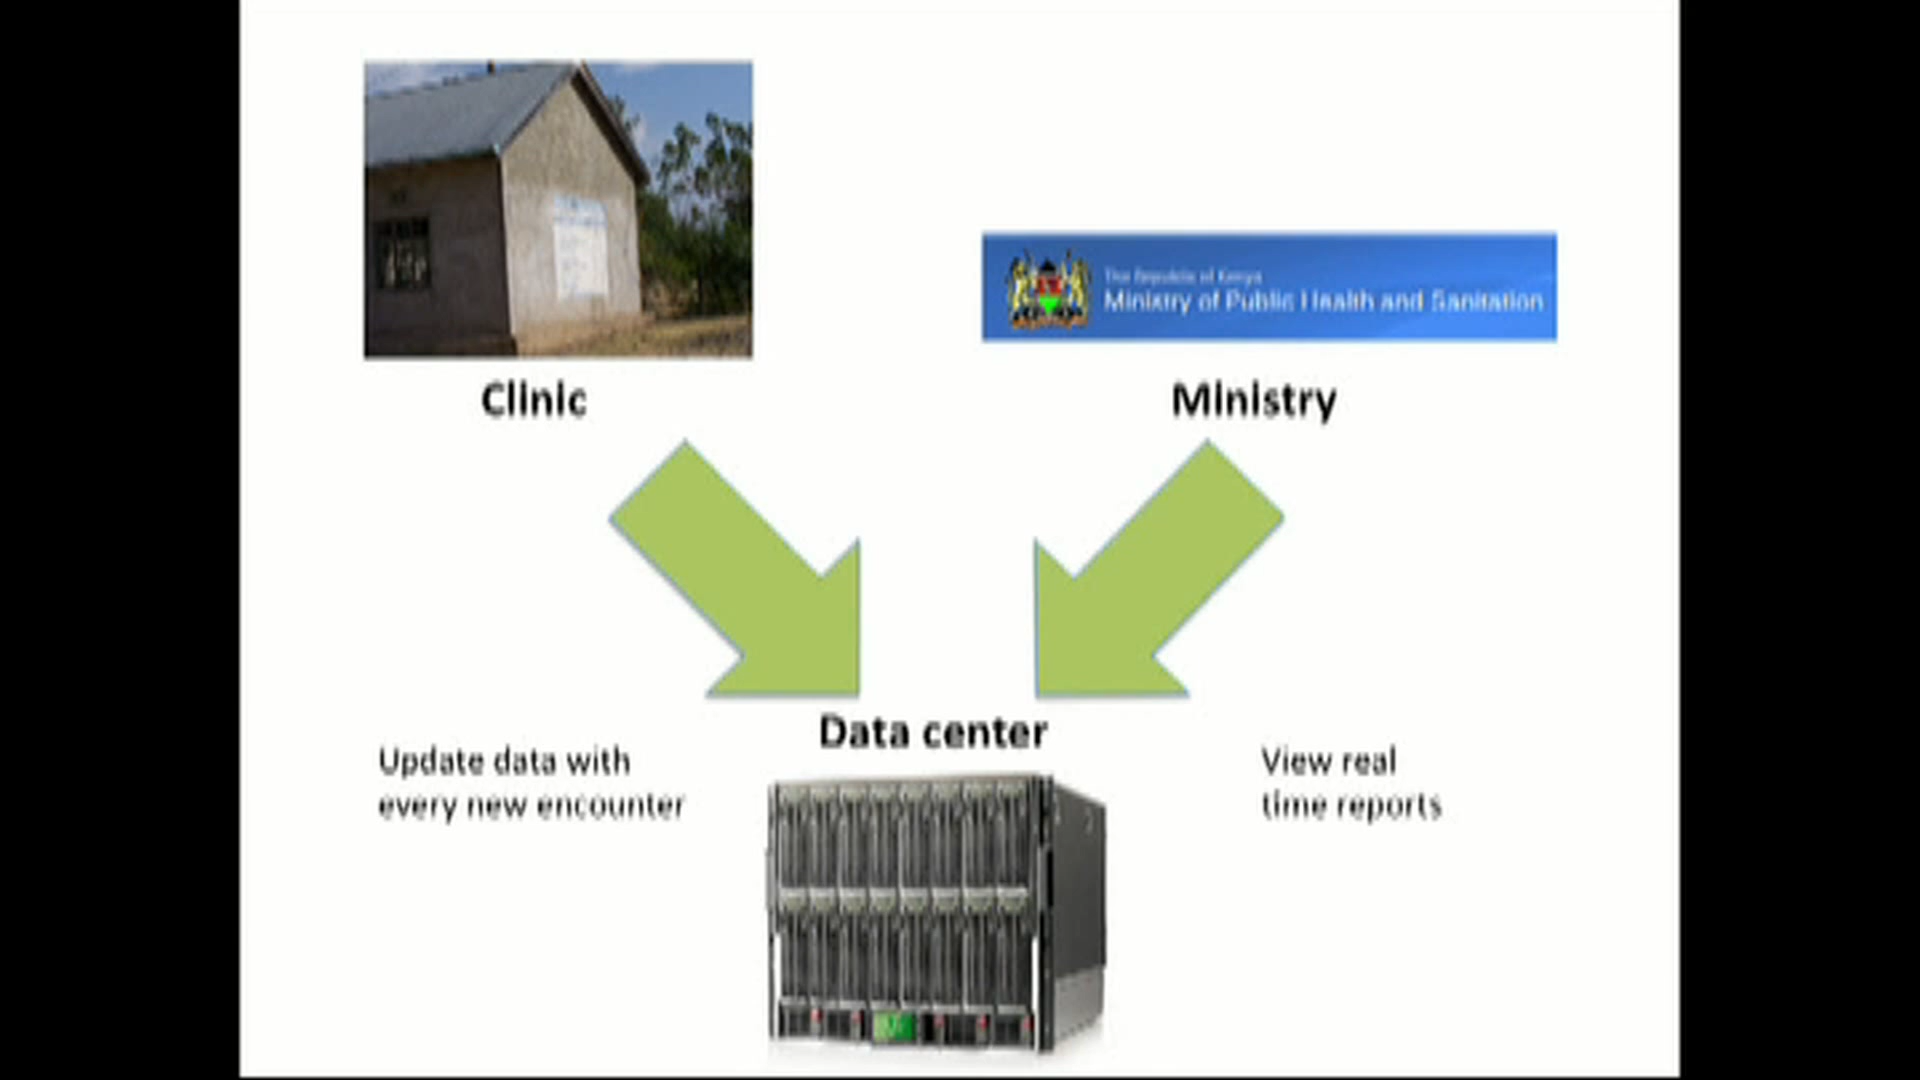 The Republic of Kenya
Ministry of Public Health and Sanitation
Clinic
Ministry
Data center
Update data with
every new encounter
View real
time reports